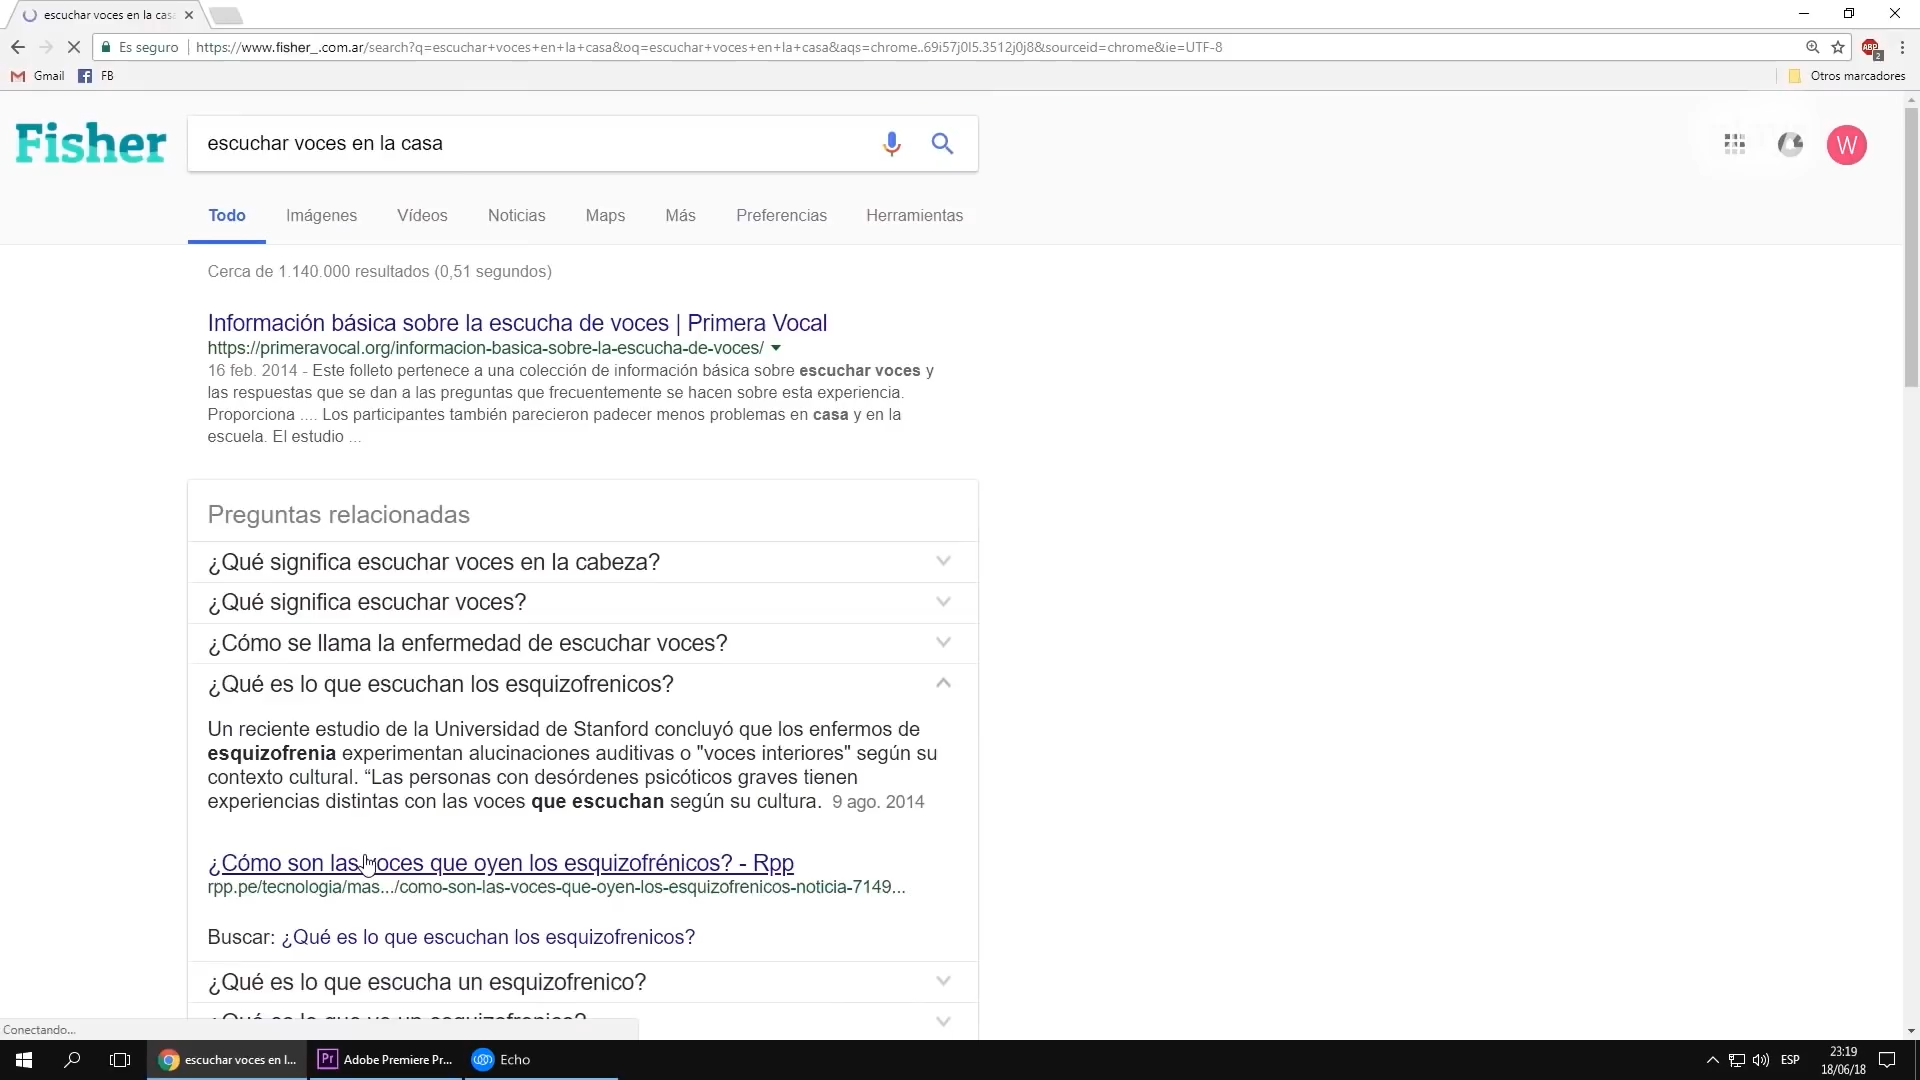 escuchar voces en la cas
Es seguro
https://www.fisher_.com.ar/search?q=escuchar+voces+en+la+casa&oq=escuchar+voces+en+la+casa&aqs=chrome..69i57j0l5.3512j0j8&sourceid=chrome&ie=UTF-8
ABP
2
Gmail
FB
Otros marcadores
Fisher
escuchar voces en la casa
W
Todo Imágenes Vídeos Noticias Maps Más Preferencias Herramientas
Cerca de 1.140.000 resultados (0,51 segundos)
Información básica sobre la escucha de voces | Primera Vocal
https://primeravocal.org/informacion-basica-sobre-la-escucha-de-voces/
16 feb. 2014 - Este folleto pertenece a una colección de información básica sobre escuchar voces y
las respuestas que se dan a las preguntas que frecuentemente se hacen sobre esta experiencia.
Proporciona .... Los participantes también parecieron padecer menos problemas en casa y en la
escuela. El estudio ...
Preguntas relacionadas
¿Qué significa escuchar voces en la cabeza?
¿Qué significa escuchar voces?
¿Cómo se llama la enfermedad de escuchar voces?
¿Qué es lo que escuchan los esquizofrenicos?
Un reciente estudio de la Universidad de Stanford concluyó que los enfermos de
esquizofrenia experimentan alucinaciones auditivas o "voces interiores" según su
contexto cultural. “Las personas con desórdenes psicóticos graves tienen
experiencias distintas con las voces que escuchan según su cultura. 9 ago. 2014
¿Cómo son las voces que oyen los esquizofrénicos? - Rpp
rpp.pe/tecnologia/mas.../como-son-las-voces-que-oyen-los-esquizofrenicos-noticia-7149...
Buscar: ¿Qué es lo que escuchan los esquizofrenicos?
¿Qué es lo que escucha un esquizofrenico?
¿Qué es lo que ve un esquizofrenico?
Conectando...
escuchar voces en l...
Pr Adobe Premiere Pr...
Echo
ESP
23:19
18/06/18